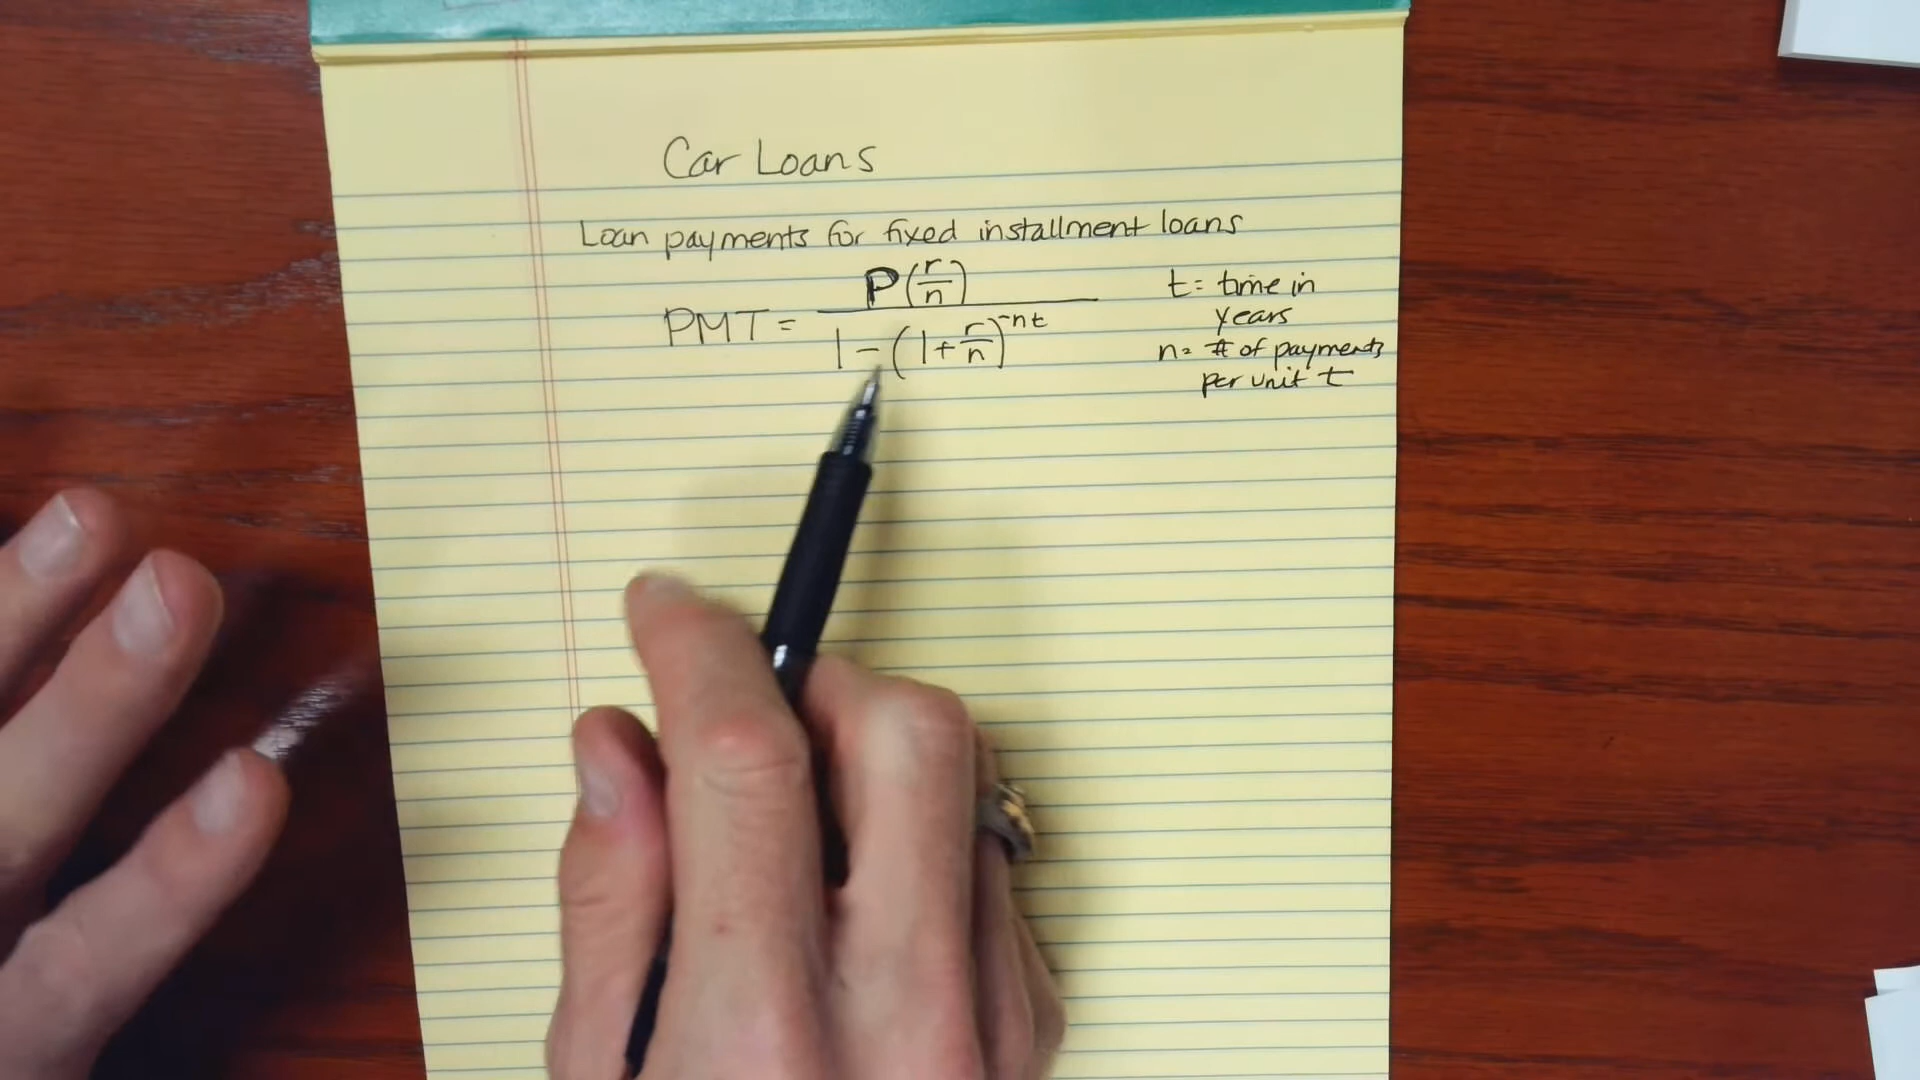 Car Loans
Loan payments for fixed installment loans
PMT = P(r/n) / 1 - (1 + r/n)^-nt
t = time in
years
n = # of payments
per unit t